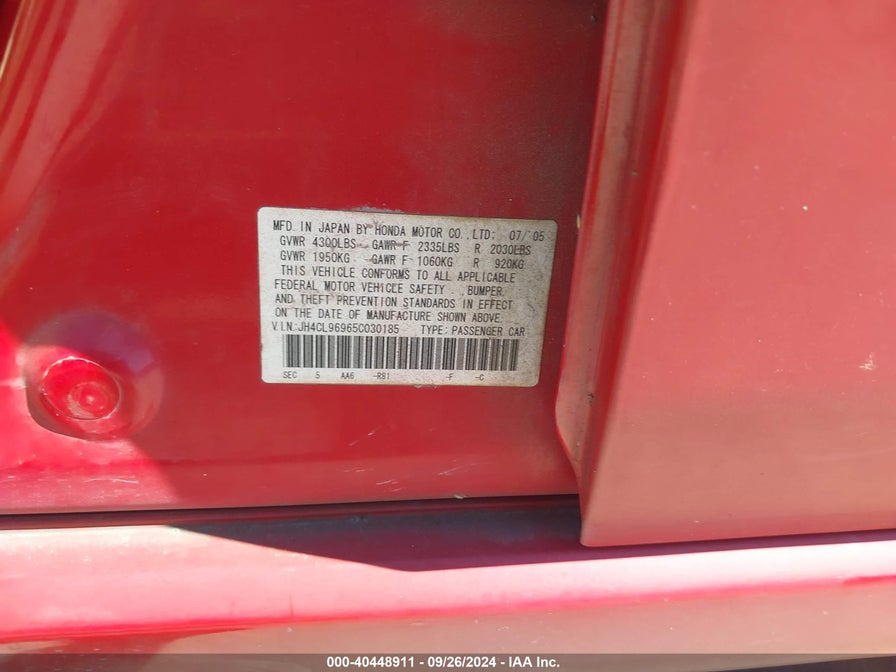 MFD. IN JAPAN BY HONDA MOTOR CO., LTD: 07/'05
GVWR 4300LBS GAWR F 2335LBS R 2030LBS
GVWR 1950KG GAWR F 1060KG R 920KG
THIS VEHICLE CONFORMS TO ALL APPLICABLE
FEDERAL MOTOR VEHICLE SAFETY , BUMPER,
AND THEFT PREVENTION STANDARDS IN EFFECT
ON THE DATE OF MANUFACTURE SHOWN ABOVE.
V.I.N:JH4CL96965C030185 TYPE: PASSENGER CAR
SEC 5 AA6 -R81 -F -C
000-40448911 - 09/26/2024 - IAA Inc.